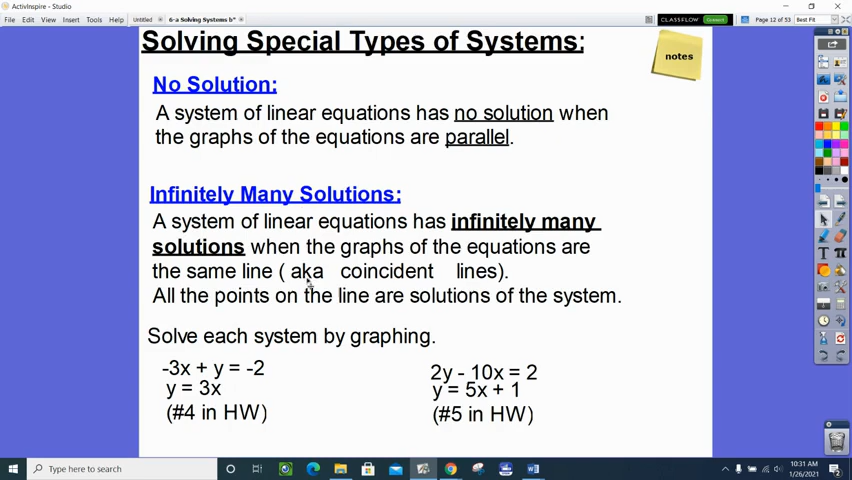 ActivInspire - Studio
File Edit View Insert Tools Help
Untitled
6-a Solving Systems b*
CLASSFLOW
Connect
Page 12 of 53
Best Fit
Solving Special Types of Systems:
notes
No Solution:
A system of linear equations has no solution when
the graphs of the equations are parallel.
Infinitely Many Solutions:
A system of linear equations has infinitely many
solutions when the graphs of the equations are
the same line ( aka coincident lines).
All the points on the line are solutions of the system.
Solve each system by graphing.
-3x + y = -2
y = 3x
(#4 in HW)
2y - 10x = 2
y = 5x + 1
(#5 in HW)
Type here to search
10:31 AM
1/26/2021